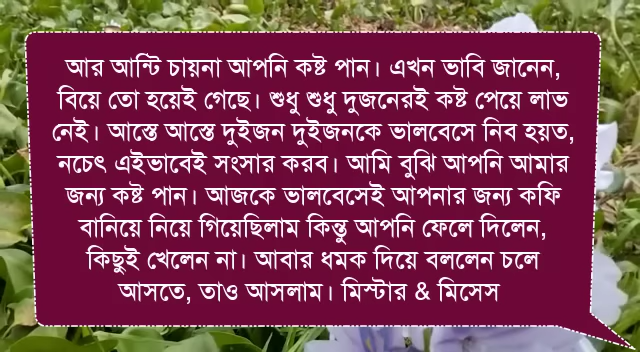 আর আন্টি চায়না আপনি কষ্ট পান। এখন ভাবি জানেন,
বিয়ে তো হয়েই গেছে। শুধু শুধু দুজনেরই কষ্ট পেয়ে লাভ
নেই। আস্তে আস্তে দুইজন দুইজনকে ভালবেসে নিব হয়ত,
নচেৎ এইভাবেই সংসার করব। আমি বুঝি আপনি আমার
জন্য কষ্ট পান। আজকে ভালবেসেই আপনার জন্য কফি
বানিয়ে নিয়ে গিয়েছিলাম কিন্তু আপনি ফেলে দিলেন,
কিছুই খেলেন না। আবার ধমক দিয়ে বললেন চলে
আসতে, তাও আসলাম। মিস্টার & মিসেস